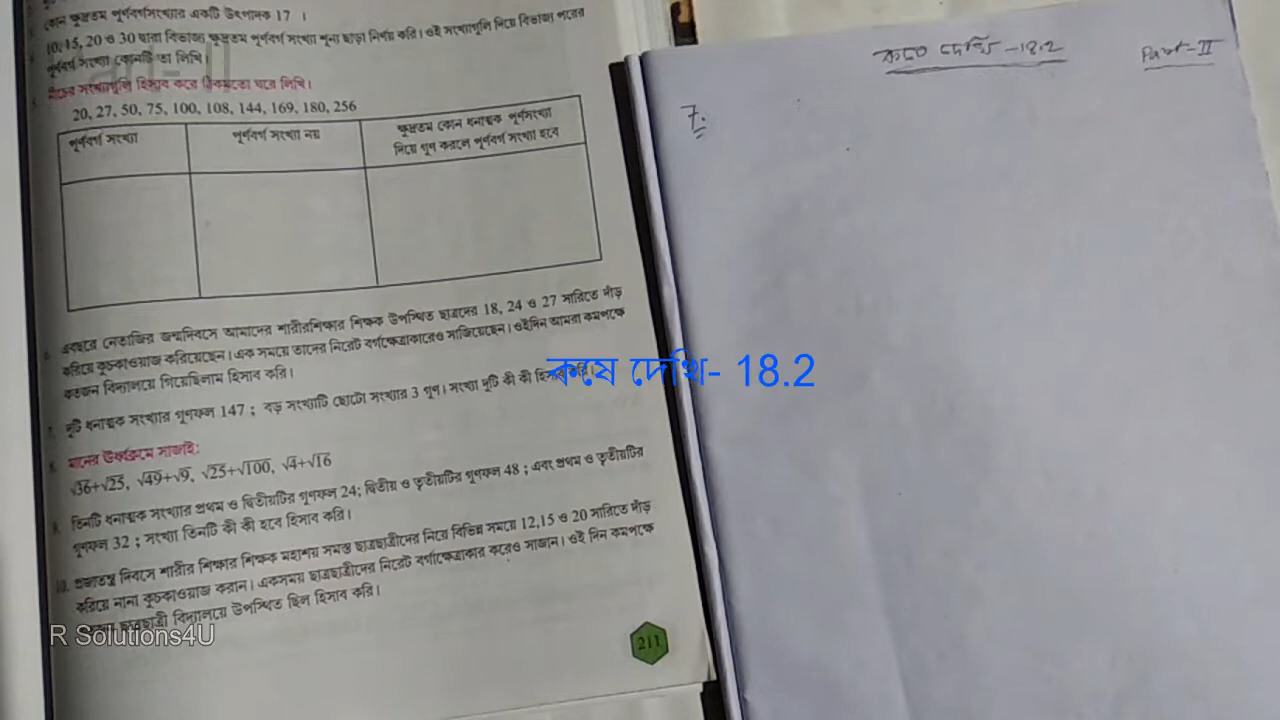 কোন ক্ষুদ্রতম পূর্ণবর্গসংখ্যার একটি উৎপাদক 17 ।
10, 15, 20 ও 30 দ্বারা বিভাজ্য ক্ষুদ্রতম পূর্ণবর্গ সংখ্যা শূন্য ছাড়া নির্ণয় করি। ওই সংখ্যাগুলি দিয়ে বিভাজ্য পরের
পূর্ণবর্গ সংখ্যা কোনটি তা লিখি।
নীচের সংখ্যাগুলি হিসাব করে ঠিকমতো ঘরে লিখি।
20, 27, 50, 75, 100, 108, 144, 169, 180, 256
পূর্ণবর্গ সংখ্যা
পূর্ণবর্গ সংখ্যা নয়
ক্ষুদ্রতম কোন ধনাত্মক পূর্ণসংখ্যা
দিয়ে গুণ করলে পূর্ণবর্গ সংখ্যা হবে
6. এবছরে নেতাজির জন্মদিবসে আমাদের শারীরশিক্ষার শিক্ষক উপস্থিত ছাত্রদের 18, 24 ও 27 সারিতে দাঁড়
করিয়ে কুচকাওয়াজ করিয়েছেন। এক সময়ে তাদের নিরেট বর্গক্ষেত্রাকারেও সাজিয়েছেন। ওইদিন আমরা কমপক্ষে
কতজন বিদ্যালয়ে গিয়েছিলাম হিসাব করি।
7. দুটি ধনাত্মক সংখ্যার গুণফল 147 ; বড় সংখ্যাটি ছোটো সংখ্যার 3 গুণ। সংখ্যা দুটি কী কী হিসাব করি।
8. মানের ঊর্ধ্বক্রমে সাজাই:
√36+√25, √49+√9, √25+√100, √4+√16
9. তিনটি ধনাত্মক সংখ্যার প্রথম ও দ্বিতীয়টির গুণফল 24; দ্বিতীয় ও তৃতীয়টির গুণফল 48 ; এবং প্রথম ও তৃতীয়টির
গুণফল 32 ; সংখ্যা তিনটি কী কী হবে হিসাব করি।
10. প্রজাতন্ত্র দিবসে শারীর শিক্ষার শিক্ষক মহাশয় সমস্ত ছাত্রছাত্রীদের নিয়ে বিভিন্ন সময়ে 12,15 ও 20 সারিতে দাঁড়
করিয়ে নানা কুচকাওয়াজ করান। একসময় ছাত্রছাত্রীদের নিরেট বর্গক্ষেত্রাকার করেও সাজান। ওই দিন কমপক্ষে
ছাত্রছাত্রী বিদ্যালয়ে উপস্থিত ছিল হিসাব করি।
211
কষে দেখি -18.2
Part-II
7.
কষে দেখি- 18.2
R Solutions4U